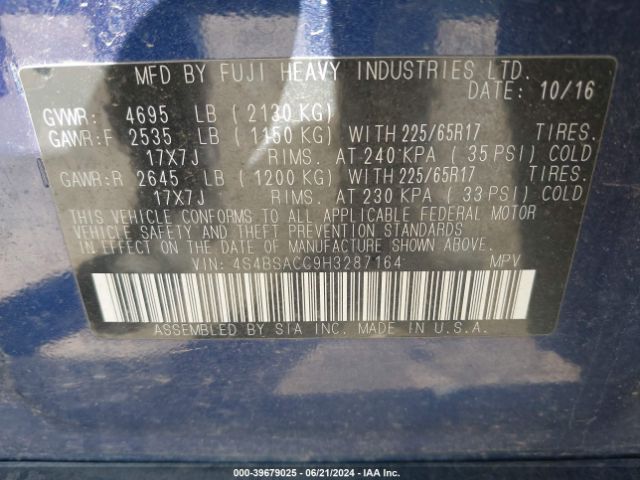 MFD BY FUJI HEAVY INDUSTRIES LTD.
DATE: 10/16
GVWR: 4695 LB (2130 KG)
GAWR:F 2535 LB (1150 KG) WITH 225/65R17 TIRES.
17X7J RIMS. AT 240 KPA (35 PSI) COLD
GAWR:R 2645 LB (1200 KG) WITH 225/65R17 TIRES.
17X7J RIMS. AT 230 KPA (33 PSI) COLD
THIS VEHICLE CONFORMS TO ALL APPLICABLE FEDERAL MOTOR
VEHICLE SAFETY AND THEFT PREVENTION STANDARDS
IN EFFECT ON THE DATE OF MANUFACTURE SHOWN ABOVE.
VIN: 4S4BSACC9H3287164 MPV
ASSEMBLED BY SIA INC. MADE IN U.S.A.
000-39679025 - 06/21/2024 - IAA Inc.